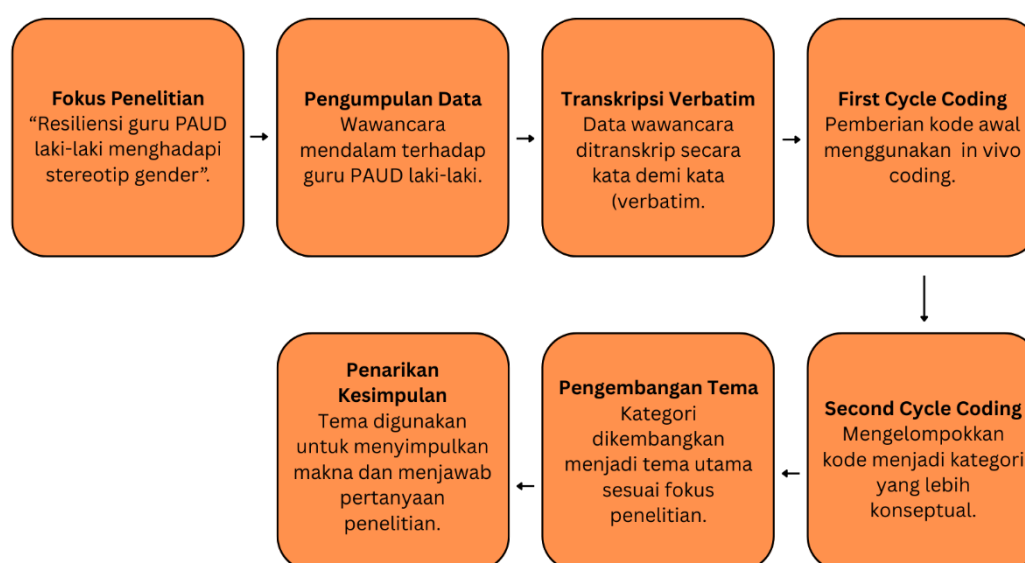 Fokus Penelitian
“Resiliensi guru PAUD
laki-laki menghadapi
stereotip gender”.
Pengumpulan Data
Wawancara
mendalam terhadap
guru PAUD laki-laki.
Transkripsi Verbatim
Data wawancara
ditranskrip secara
kata demi kata
(verbatim.
First Cycle Coding
Pemberian kode awal
menggunakan in vivo
coding.
Second Cycle Coding
Mengelompokkan
kode menjadi kategori
yang lebih
konseptual.
Pengembangan Tema
Kategori
dikembangkan
menjadi tema utama
sesuai fokus
penelitian.
Penarikan
Kesimpulan
Tema digunakan
untuk menyimpulkan
makna dan menjawab
pertanyaan
penelitian.